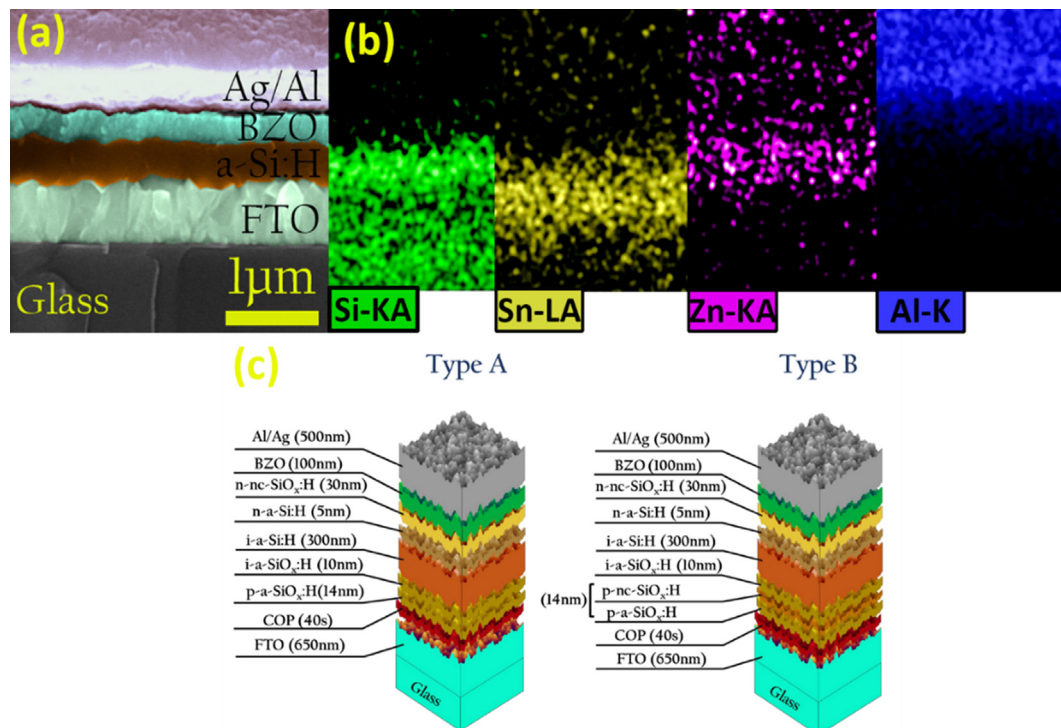 (a)
Ag/Al
BZO
a-Si:H
FTO
Glass
1μm
(b)
Si-KA
Sn-LA
Zn-KA
Al-K
(c)
Type A
Al/Ag (500nm)
BZO (100nm)
n-nc-SiOₓ:H (30nm)
n-a-Si:H (5nm)
i-a-Si:H (300nm)
i-a-SiOₓ:H (10nm)
p-a-SiOₓ:H(14nm)
COP (40s)
FTO (650nm)
Glass
Type B
Al/Ag (500nm)
BZO (100nm)
n-nc-SiOₓ:H (30nm)
n-a-Si:H (5nm)
i-a-Si:H (300nm)
i-a-SiOₓ:H (10nm)
(14nm)
p-nc-SiOₓ:H
p-a-SiOₓ:H
COP (40s)
FTO (650nm)
Glass